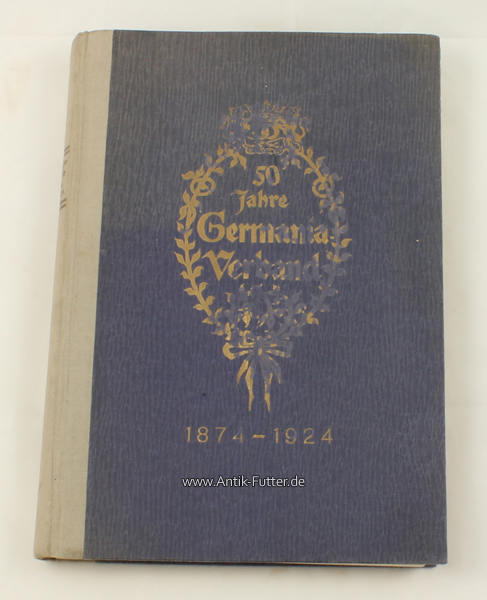 50
Jahre
Germania
Verband
1874-1924
www.Antik-Futter.de